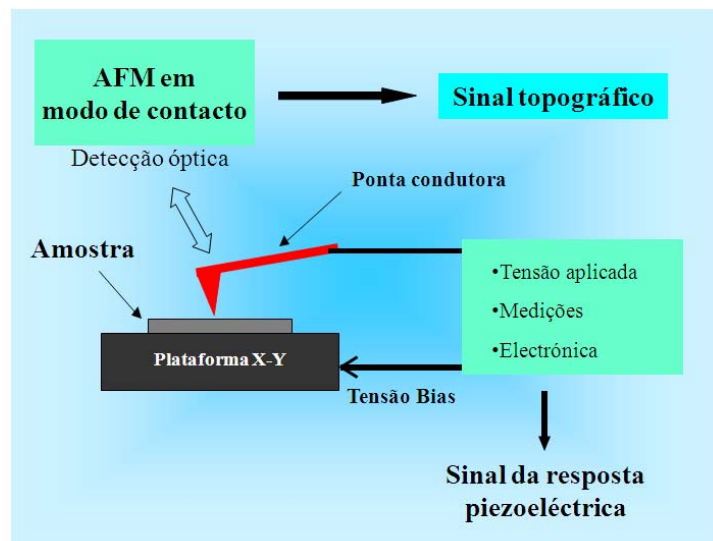 AFM em
modo de contacto
Sinal topográfico
Detecção óptica
Ponta condutora
Amostra
•Tensão aplicada
•Medições
•Electrónica
Plataforma X-Y
Tensão Bias
Sinal da resposta
piezoeléctrica